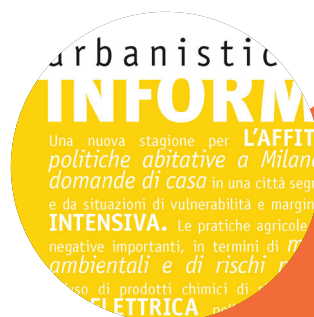 urbanistic
INFORM
Una nuova stagione per L'AFFIT
politiche abitative a Milan
domande di casa in una città seg
e da situazioni di vulnerabilità e margin
INTENSIVA. Le pratiche agricole
negative importanti, in termini di m
ambientali e di rischi
uso di prodotti chimici di
ELETTRICA